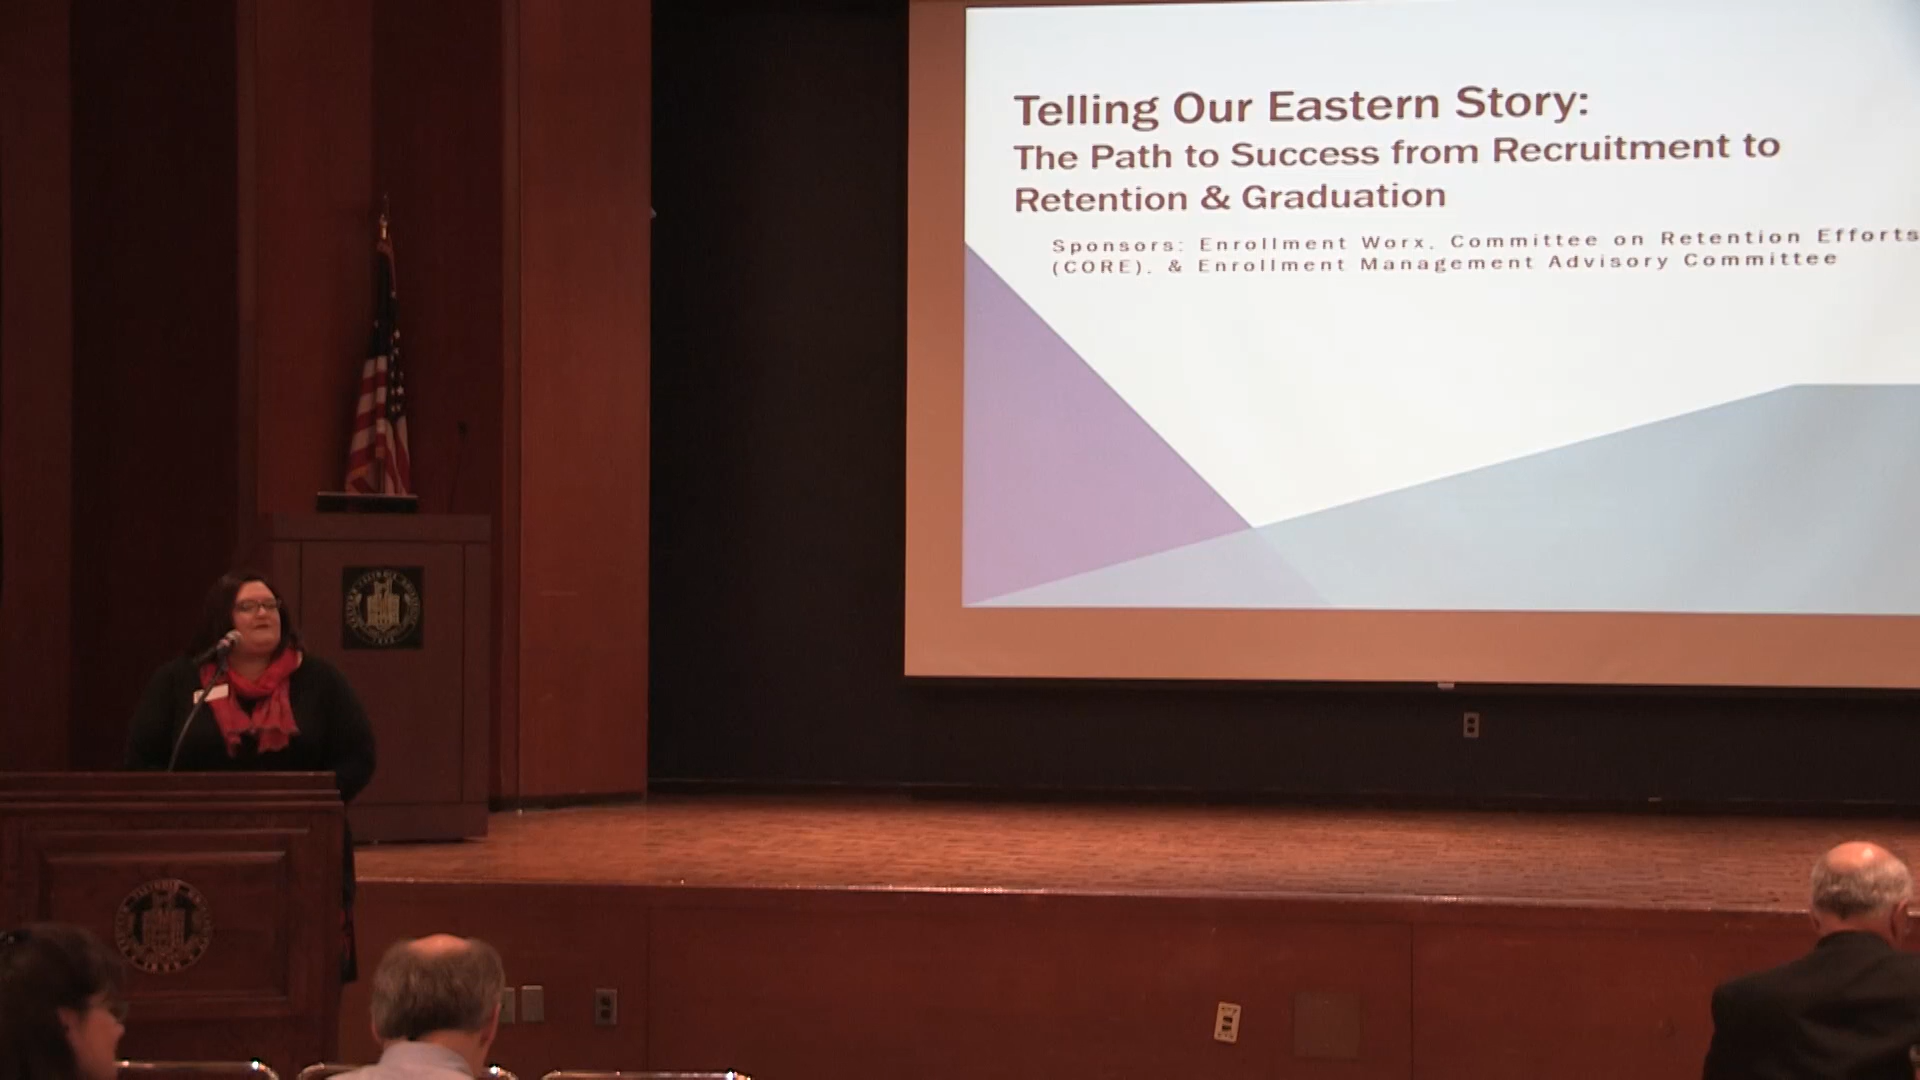 Telling Our Eastern Story:
The Path to Success from Recruitment to
Retention & Graduation
Sponsors: Enrollment Worx, Committee on Retention Efforts
(CORE), & Enrollment Management Advisory Committee